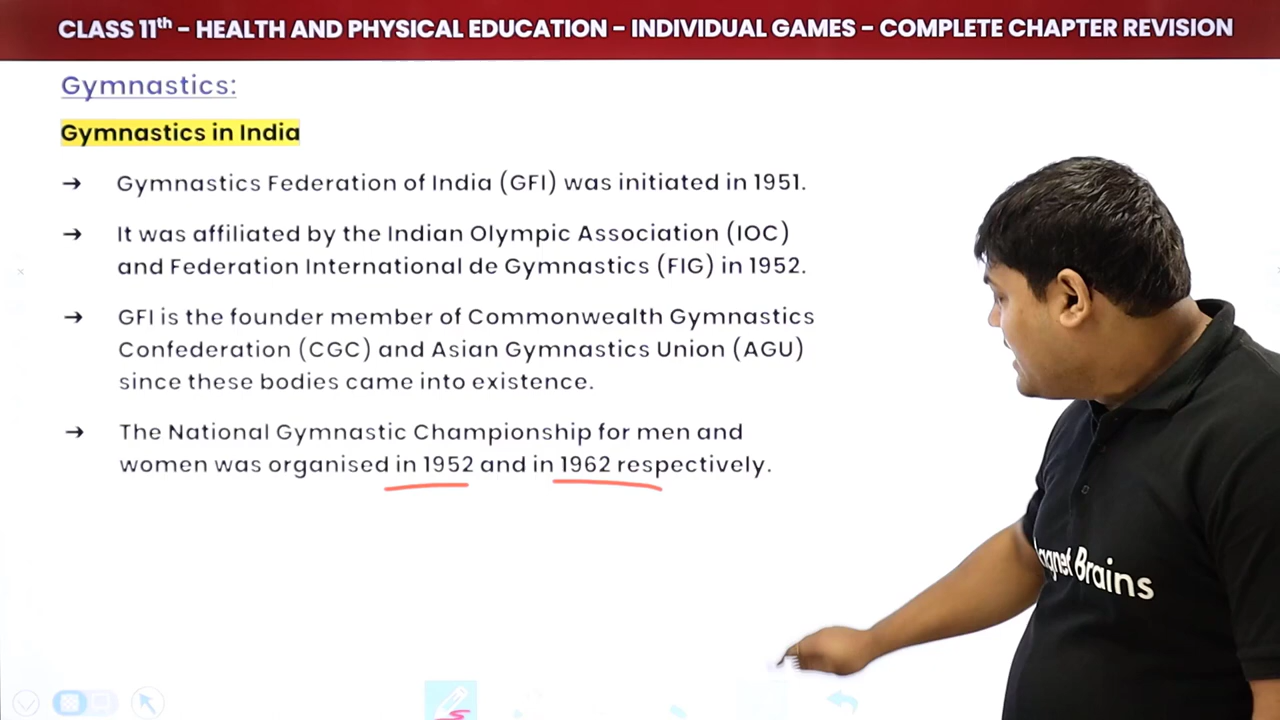 CLASS 11th – HEALTH AND PHYSICAL EDUCATION – INDIVIDUAL GAMES – COMPLETE CHAPTER REVISION
Gymnastics:
Gymnastics in India
→ Gymnastics Federation of India (GFI) was initiated in 1951.
→ It was affiliated by the Indian Olympic Association (IOC)
and Federation International de Gymnastics (FIG) in 1952.
→ GFI is the founder member of Commonwealth Gymnastics
Confederation (CGC) and Asian Gymnastics Union (AGU)
since these bodies came into existence.
→ The National Gymnastic Championship for men and
women was organised in 1952 and in 1962 respectively.
Brains